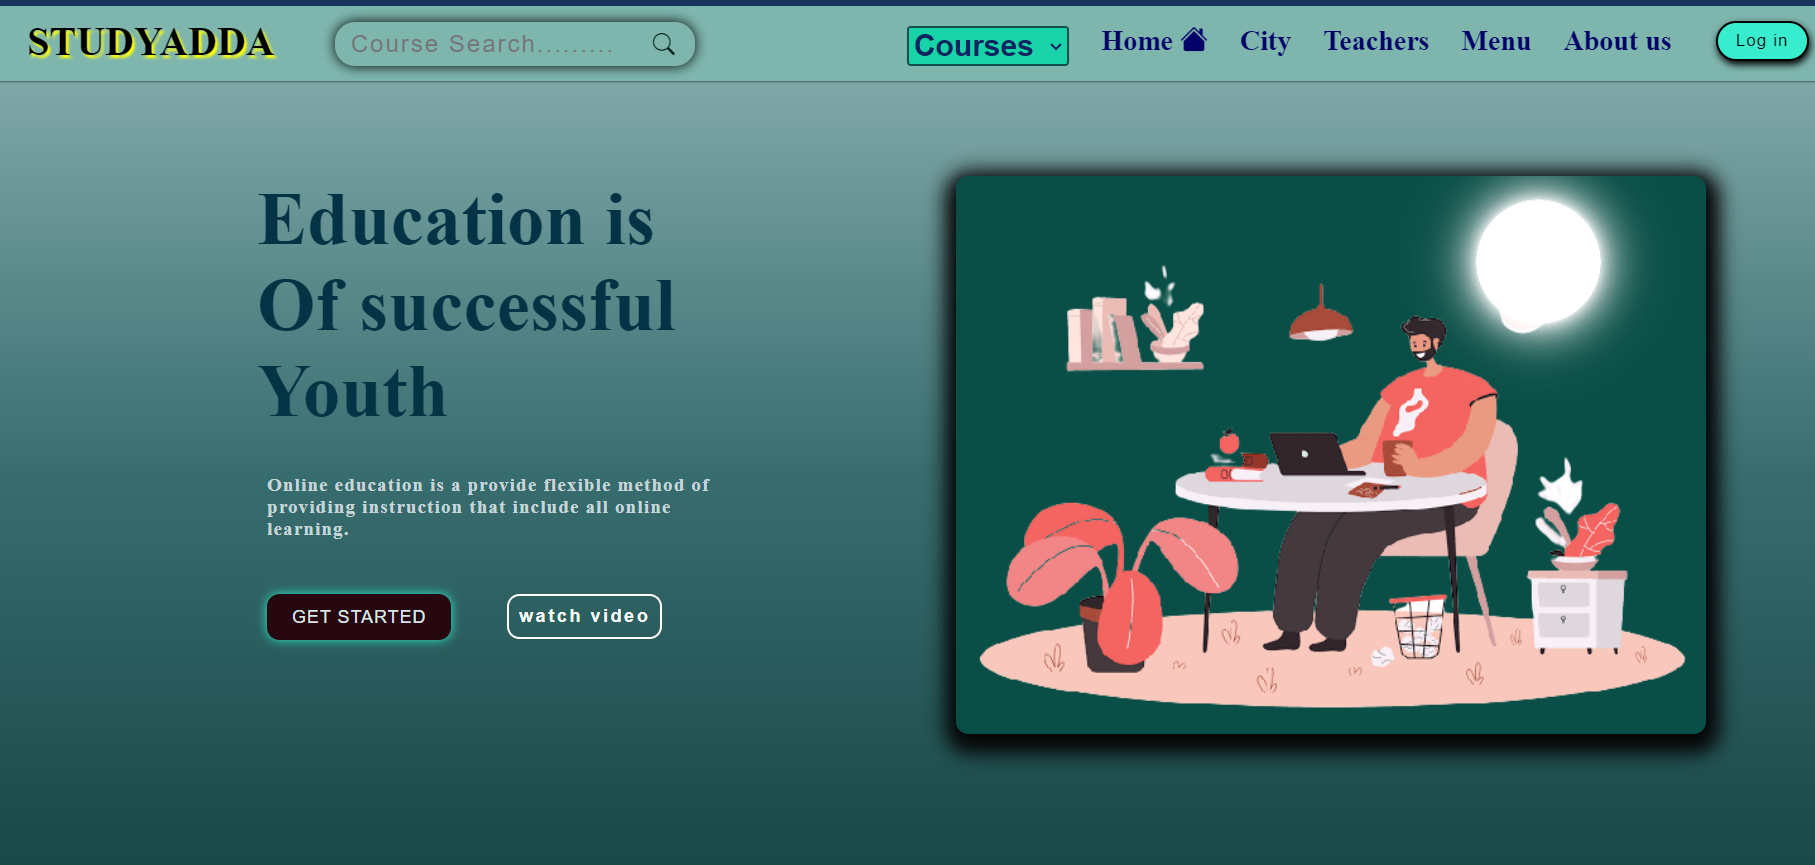 STUDYADDA
Course Search.........
Courses
Home
City
Teachers
Menu
About us
Log in
Education is
Of successful
Youth
Online education is a provide flexible method of
providing instruction that include all online
learning.
GET STARTED
watch video